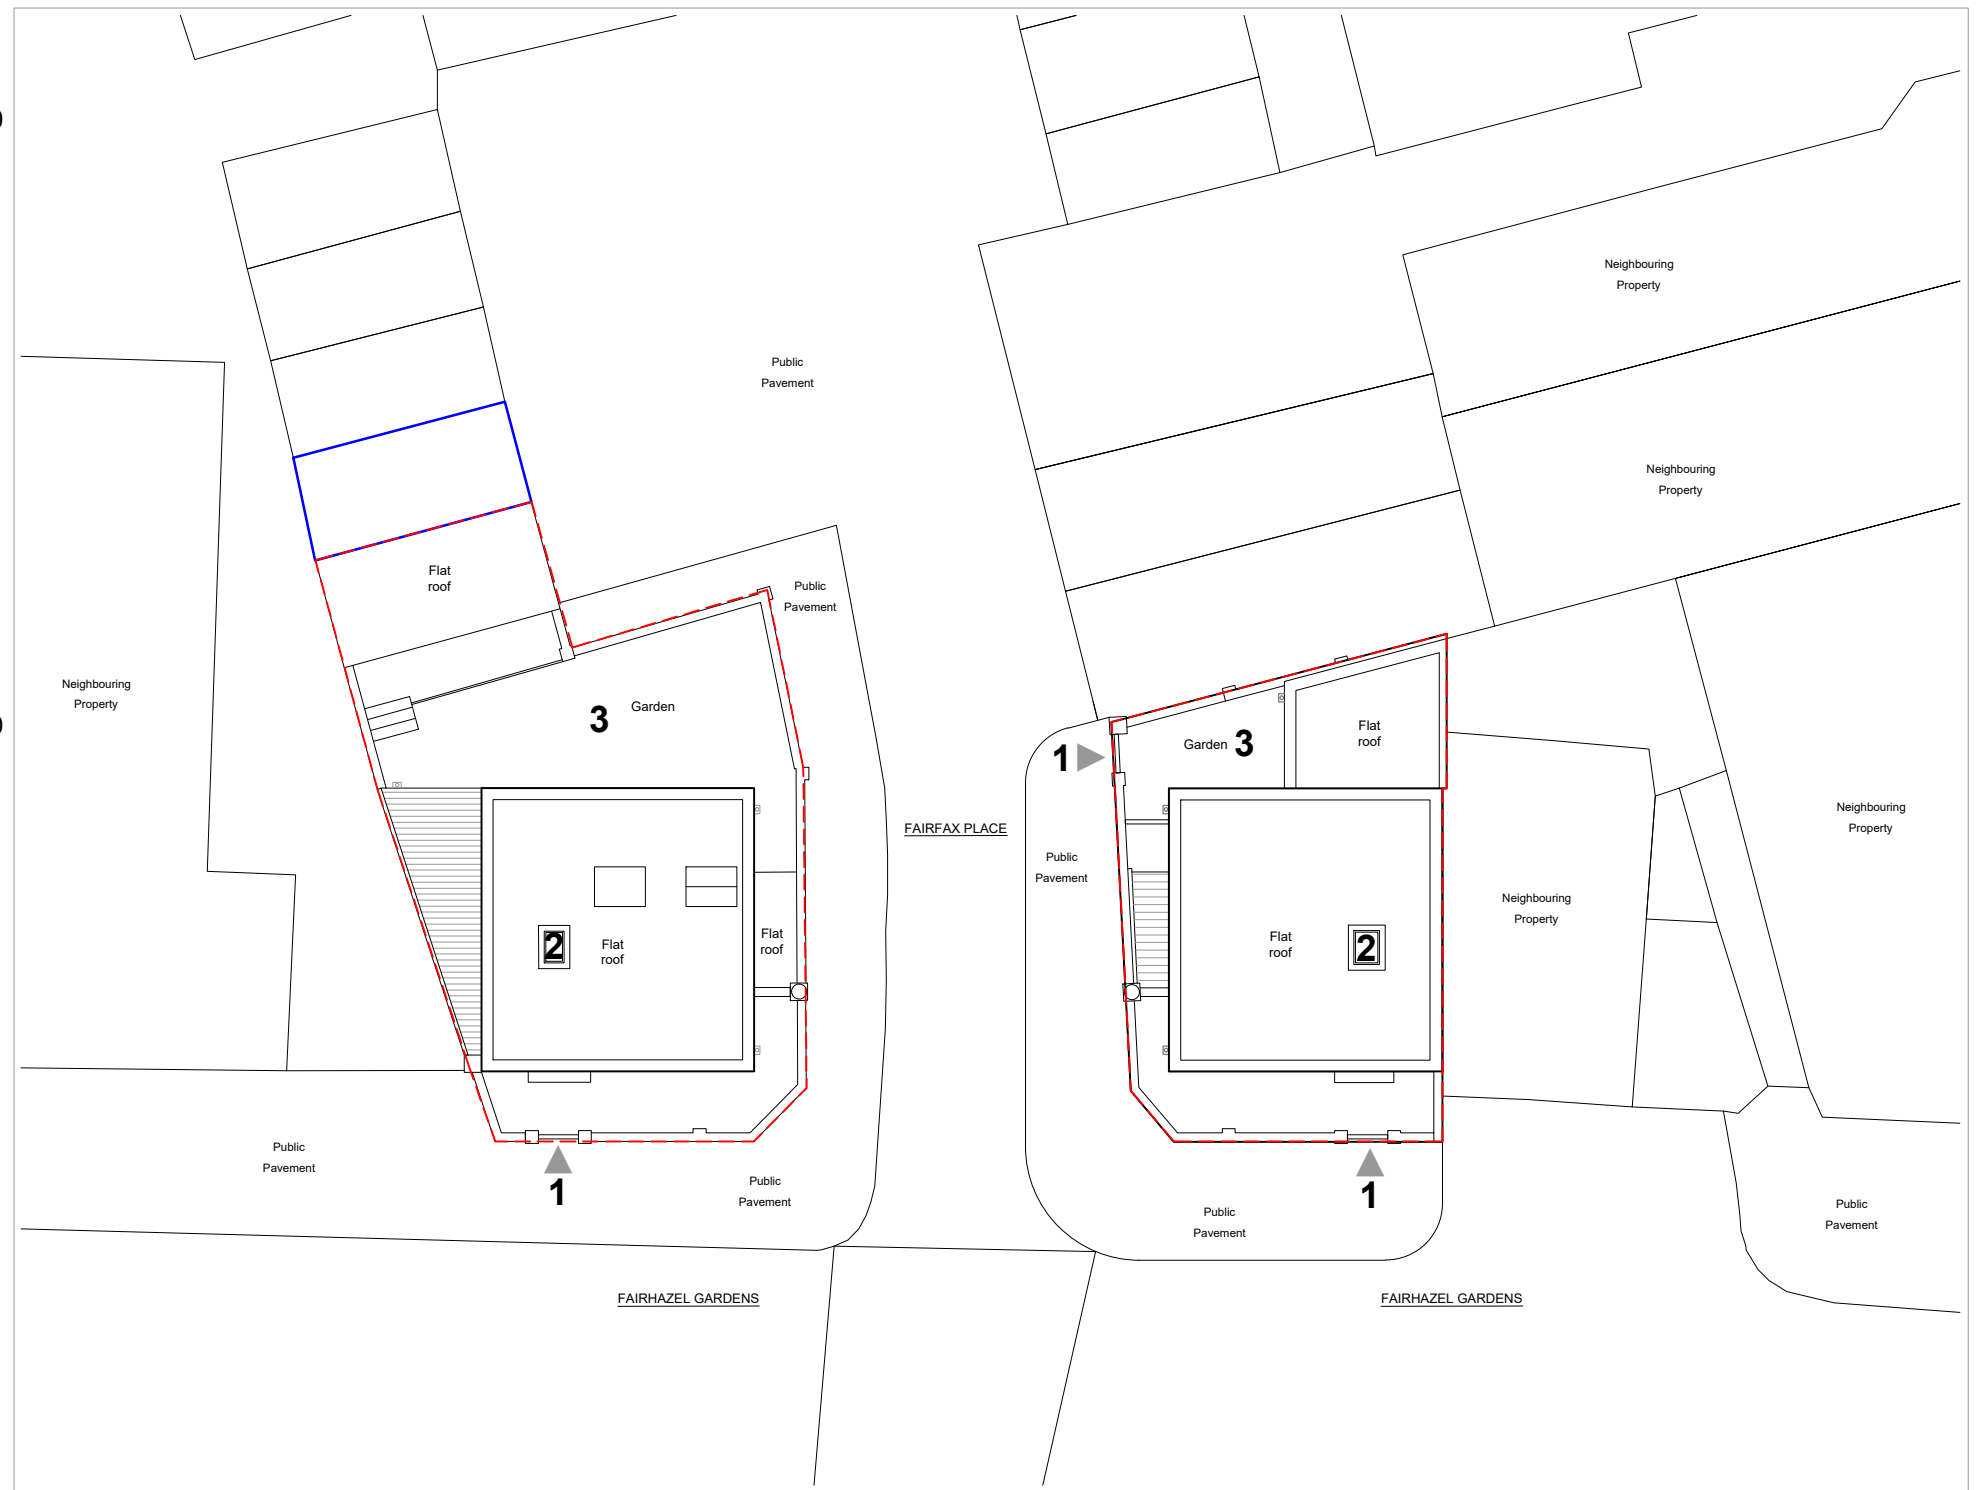 Neighbouring
Property
Public
Pavement
Neighbouring
Property
Flat
roof
Public
Pavement
Neighbouring
Property
3 Garden
Flat
roof
1
Garden 3
Neighbouring
Property
FAIRFAX PLACE
Public
Pavement
Neighbouring
Property
2
Flat
roof
Flat
roof
Flat
roof
2
Public
Pavement
Public
Pavement
1
1
Public
Pavement
Public
Pavement
FAIRHAZEL GARDENS
FAIRHAZEL GARDENS
Neighbouring
Property